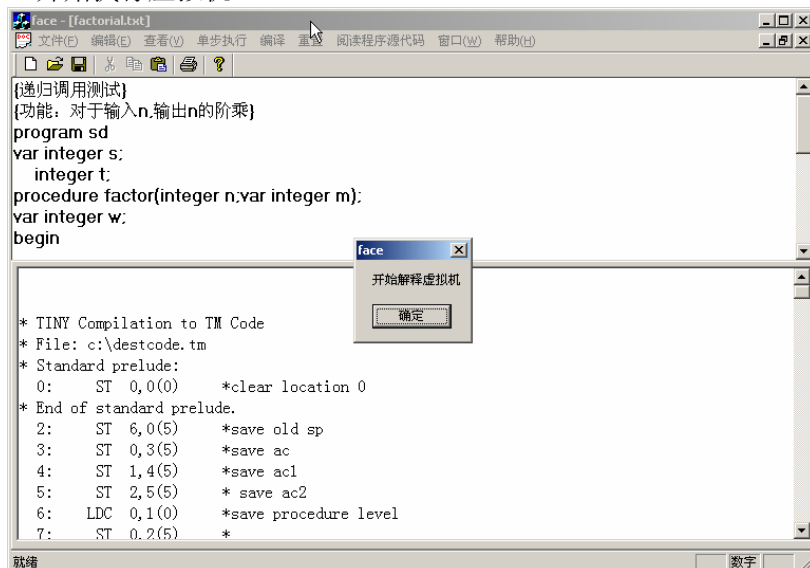 face - [factorial.txt]
文件(F) 编辑(E) 查看(V) 单步执行 编译 重置 阅读程序源代码 窗口(W) 帮助(H)
{递归调用测试}
{功能：对于输入n,输出n的阶乘}
program sd
var integer s;
integer t;
procedure factor(integer n;var integer m);
var integer w;
begin
face
开始解释虚拟机
确定
* TINY Compilation to TM Code
* File: c:\destcode.tm
* Standard prelude:
0: ST 0,0(0) *clear location 0
* End of standard prelude.
2: ST 6,0(5) *save old sp
3: ST 0,3(5) *save ac
4: ST 1,4(5) *save ac1
5: ST 2,5(5) * save ac2
6: LDC 0,1(0) *save procedure level
7: ST 0,2(5) *
就绪
数字